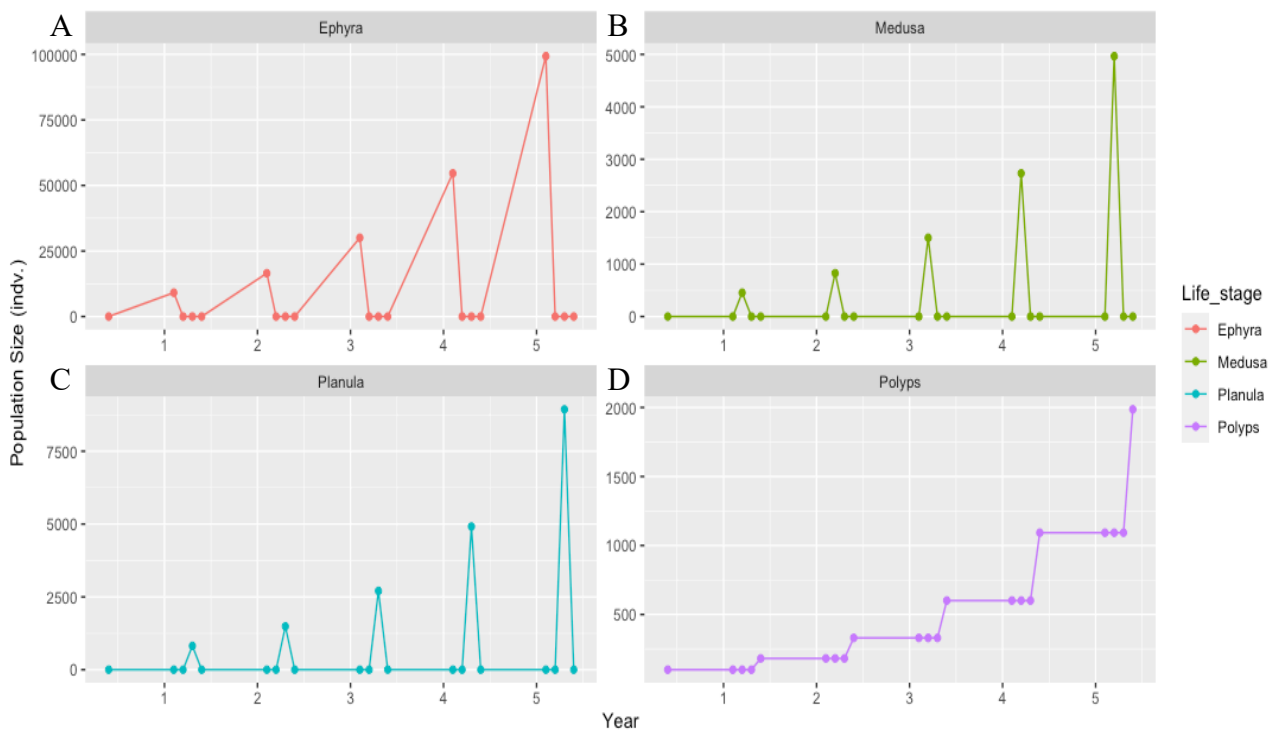 A
Ephyra
100000
75000
50000
25000
0
1 2 3 4 5
B
Medusa
5000
4000
3000
2000
1000
0
1 2 3 4 5
C
Planula
7500
5000
2500
0
1 2 3 4 5
D
Polyps
2000
1500
1000
500
1 2 3 4 5
Population Size (indv.)
Year
Life_stage
Ephyra
Medusa
Planula
Polyps